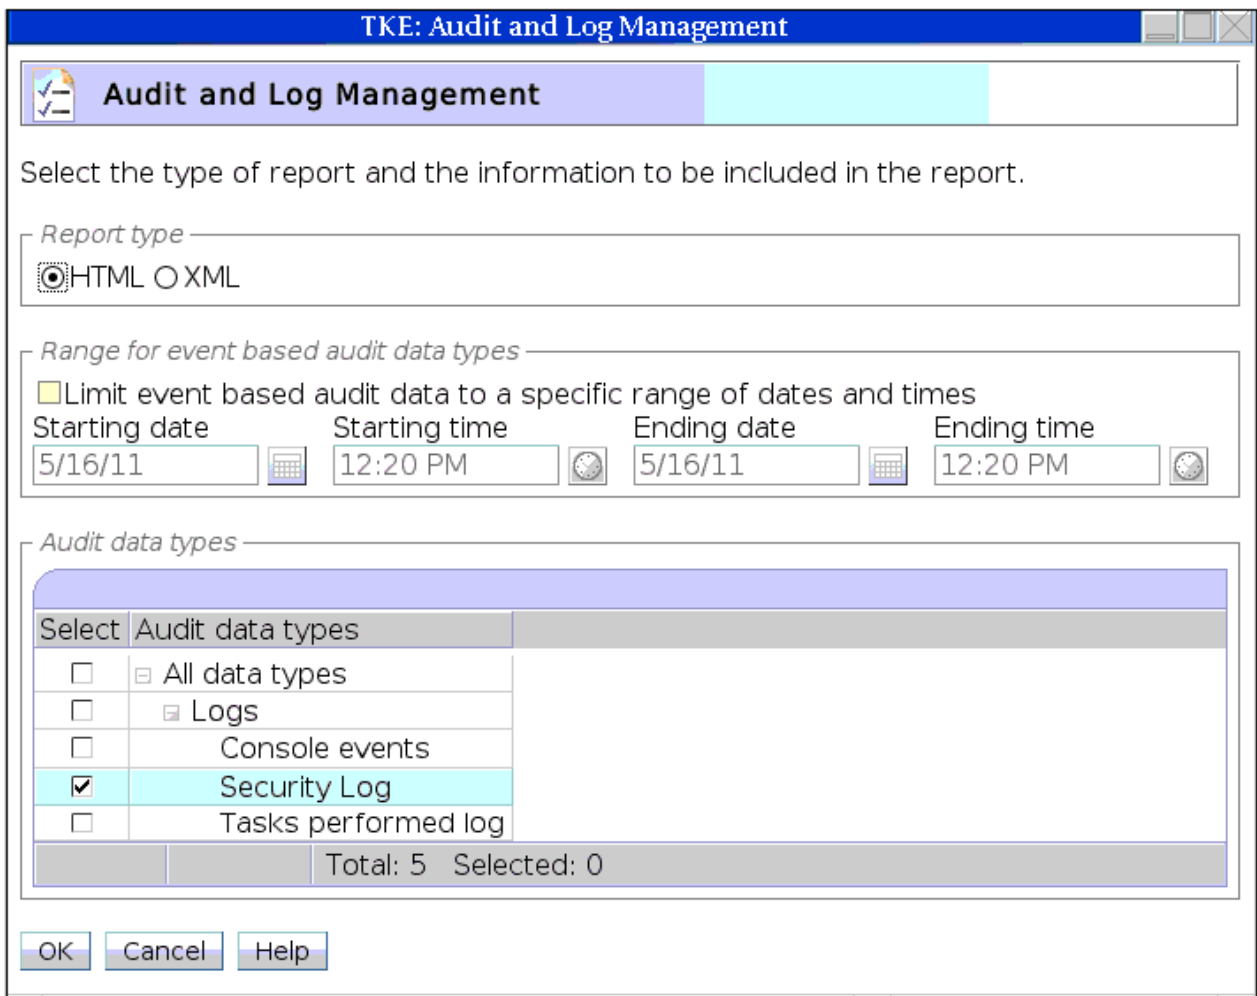 TKE: Audit and Log Management
Audit and Log Management
Select the type of report and the information to be included in the report.
Report type
HTML XML
Range for event based audit data types
Limit event based audit data to a specific range of dates and times
Starting date Starting time Ending date Ending time
5/16/11 12:20 PM 5/16/11 12:20 PM
Audit data types
Select Audit data types
All data types
Logs
Console events
Security Log
Tasks performed log
Total: 5 Selected: 0
OK Cancel Help